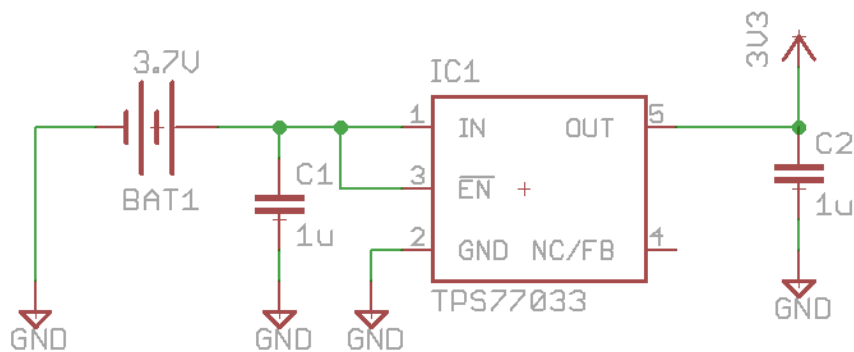 3.7V
BAT1
GND
C1
1u
GND
IC1
1
IN
3
EN
2
GND
GND
OUT
5
NC/FB
4
TPS77033
3V3
C2
1u
GND